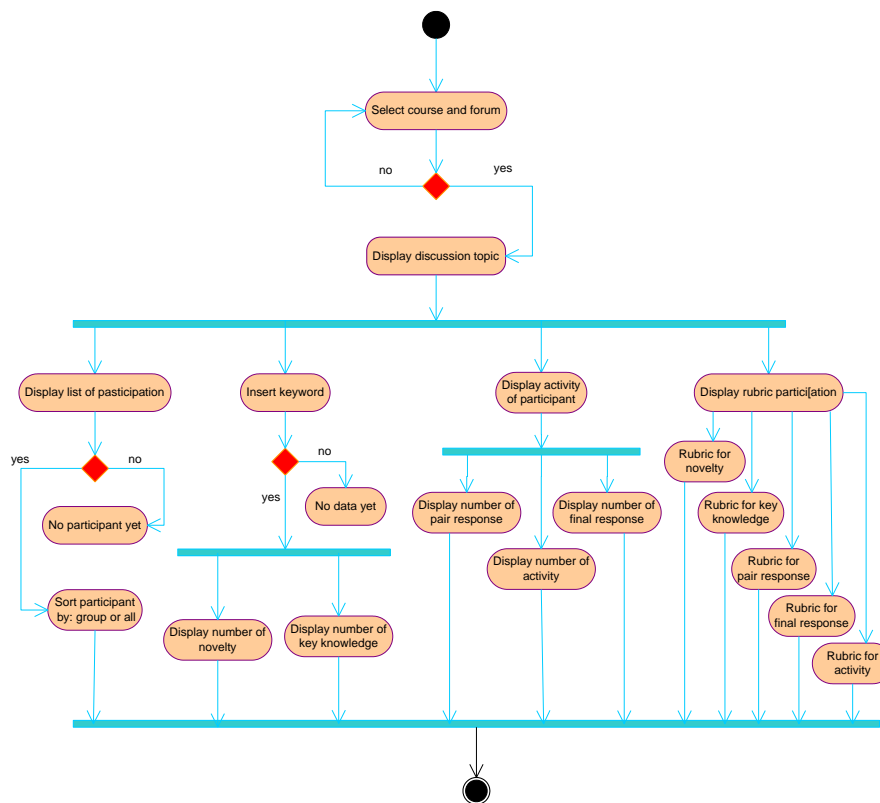 Select course and forum
no
yes
Display discussion topic
Display list of pasticipation
Insert keyword
Display activity
of participant
Display rubric partici[ation
yes
no
no
yes
Rubric for
novelty
No participant yet
No data yet
Display number of
pair response
Display number of
final response
Rubric for key
knowledge
Display number of
activity
Rubric for
pair response
Sort participant
by: group or all
Display number of
novelty
Display number of
key knowledge
Rubric for
final response
Rubric for
activity